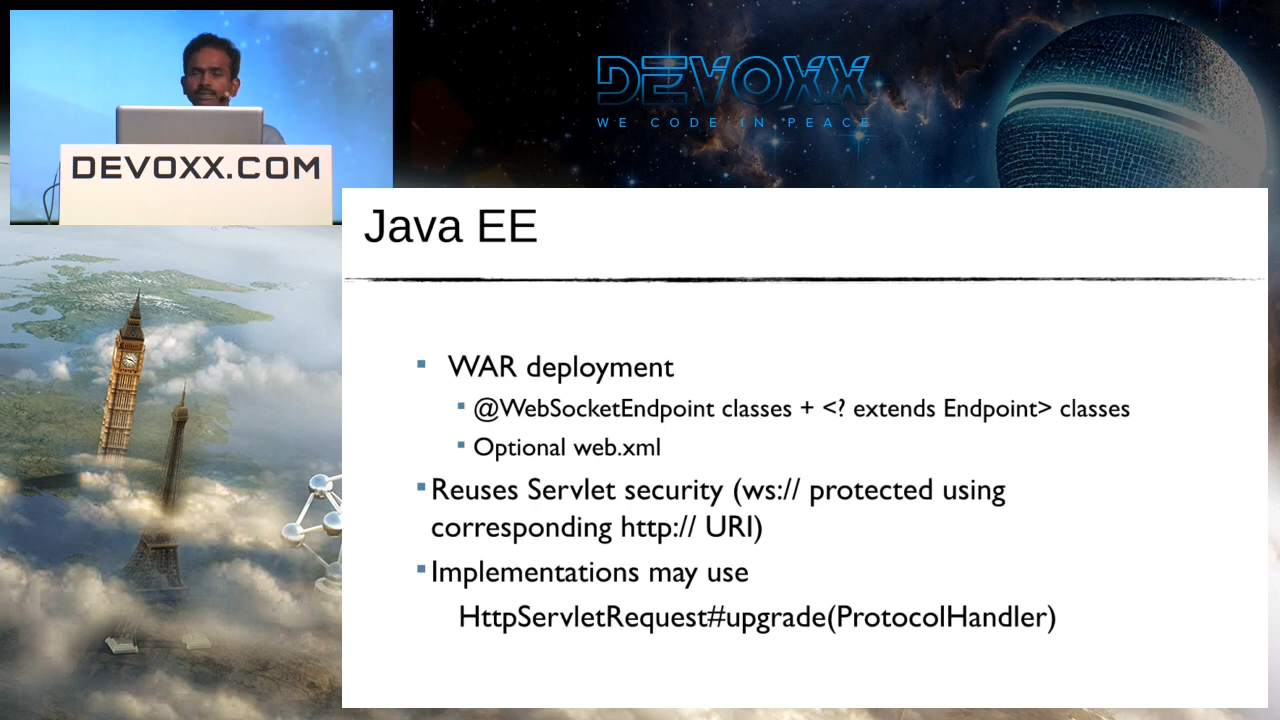 DEVOXX
WE CODE IN PEACE
DEVOXX.COM
Java EE
WAR deployment
@WebSocketEndpoint classes + <? extends Endpoint> classes
Optional web.xml
Reuses Servlet security (ws:// protected using
corresponding http:// URI)
Implementations may use
HttpServletRequest#upgrade(ProtocolHandler)